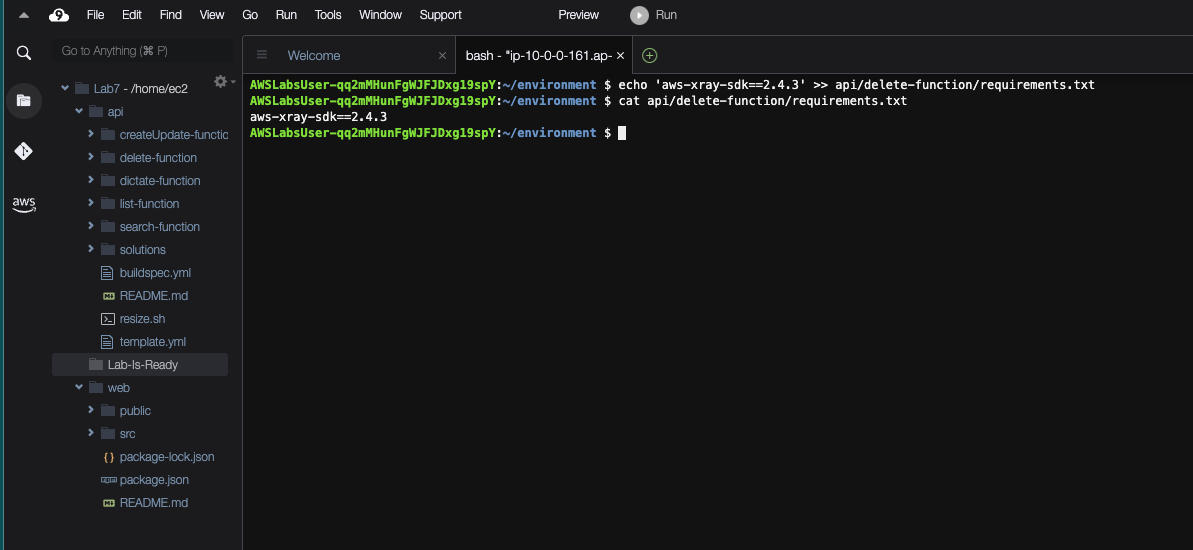 File Edit Find View Go Run Tools Window Support Preview Run
Go to Anything (⌘ P)
Welcome
bash - "ip-10-0-0-161.ap-
Lab7 - /home/ec2
api
createUpdate-functic
delete-function
dictate-function
list-function
search-function
solutions
buildspec.yml
README.md
resize.sh
template.yml
Lab-Is-Ready
web
public
src
package-lock.json
package.json
README.md
aws
AWSLabsUser-qq2mMHunFgWJFJDxg19spY:~/environment $ echo 'aws-xray-sdk==2.4.3' >> api/delete-function/requirements.txt
AWSLabsUser-qq2mMHunFgWJFJDxg19spY:~/environment $ cat api/delete-function/requirements.txt
aws-xray-sdk==2.4.3
AWSLabsUser-qq2mMHunFgWJFJDxg19spY:~/environment $